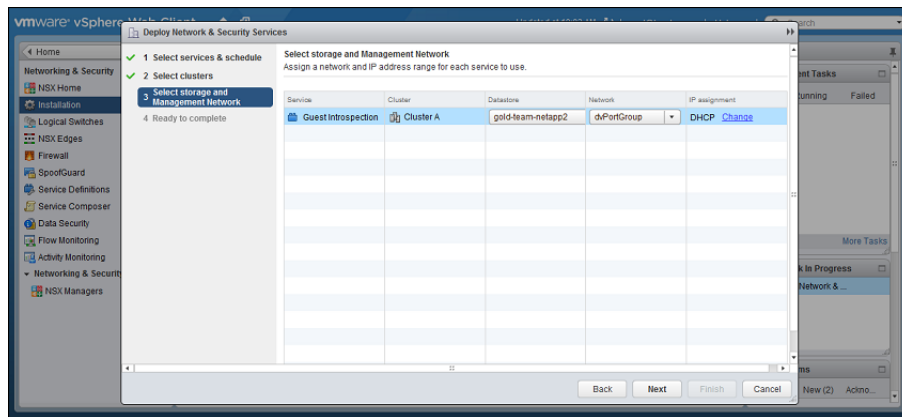 vmware® vSphere Web Client
Search
Deploy Network & Security Services
Home
Networking & Security
NSX Home
Installation
Logical Switches
NSX Edges
Firewall
SpoofGuard
Service Definitions
Service Composer
Data Security
Flow Monitoring
Activity Monitoring
Networking & Security
NSX Managers
1 Select services & schedule
2 Select clusters
3 Select storage and
Management Network
4 Ready to complete
Select storage and Management Network
Assign a network and IP address range for each service to use.
Service Cluster Datastore Network IP assignment
Guest Introspection Cluster A gold-team-netapp2 dvPortGroup DHCP Change
Back Next Finish Cancel
Tasks
Failed
More Tasks
In Progress
Network & ...
New (2) Ackno...